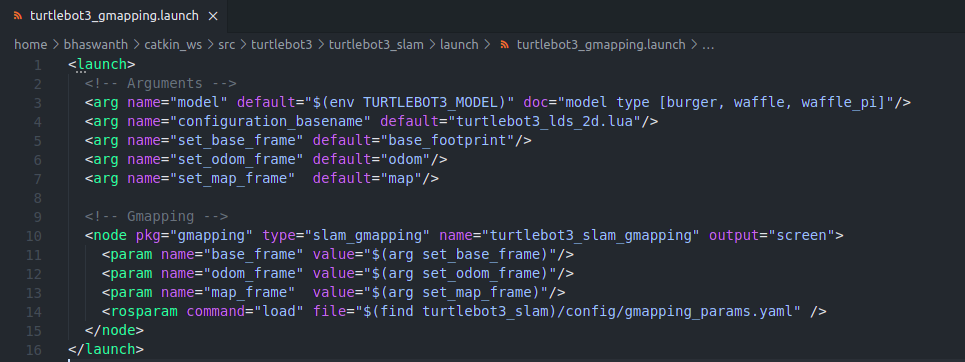 turtlebot3_gmapping.launch ×
home > bhaswanth > catkin_ws > src > turtlebot3 > turtlebot3_slam > launch > turtlebot3_gmapping.launch > ...
1 <launch>
2   <!-- Arguments -->
3   <arg name="model" default="$(env TURTLEBOT3_MODEL)" doc="model type [burger, waffle, waffle_pi]"/>
4   <arg name="configuration_basename" default="turtlebot3_lds_2d.lua"/>
5   <arg name="set_base_frame" default="base_footprint"/>
6   <arg name="set_odom_frame" default="odom"/>
7   <arg name="set_map_frame"  default="map"/>
8
9   <!-- Gmapping -->
10   <node pkg="gmapping" type="slam_gmapping" name="turtlebot3_slam_gmapping" output="screen">
11     <param name="base_frame" value="$(arg set_base_frame)"/>
12     <param name="odom_frame" value="$(arg set_odom_frame)"/>
13     <param name="map_frame"  value="$(arg set_map_frame)"/>
14     <rosparam command="load" file="$(find turtlebot3_slam)/config/gmapping_params.yaml" />
15   </node>
16 </launch>